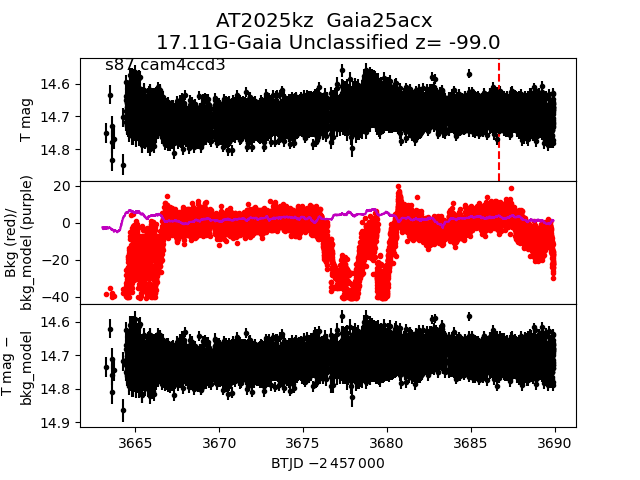 AT2025kz  Gaia25acx
17.11G-Gaia Unclassified z= -99.0
s87 cam4ccd3
14.6
14.7
14.8
T mag
20
0
−20
−40
Bkg (red)/
bkg_model (purple)
14.6
14.7
14.8
14.9
T mag −
bkg_model
3665
3670
3675
3680
3685
3690
BTJD −2 457 000